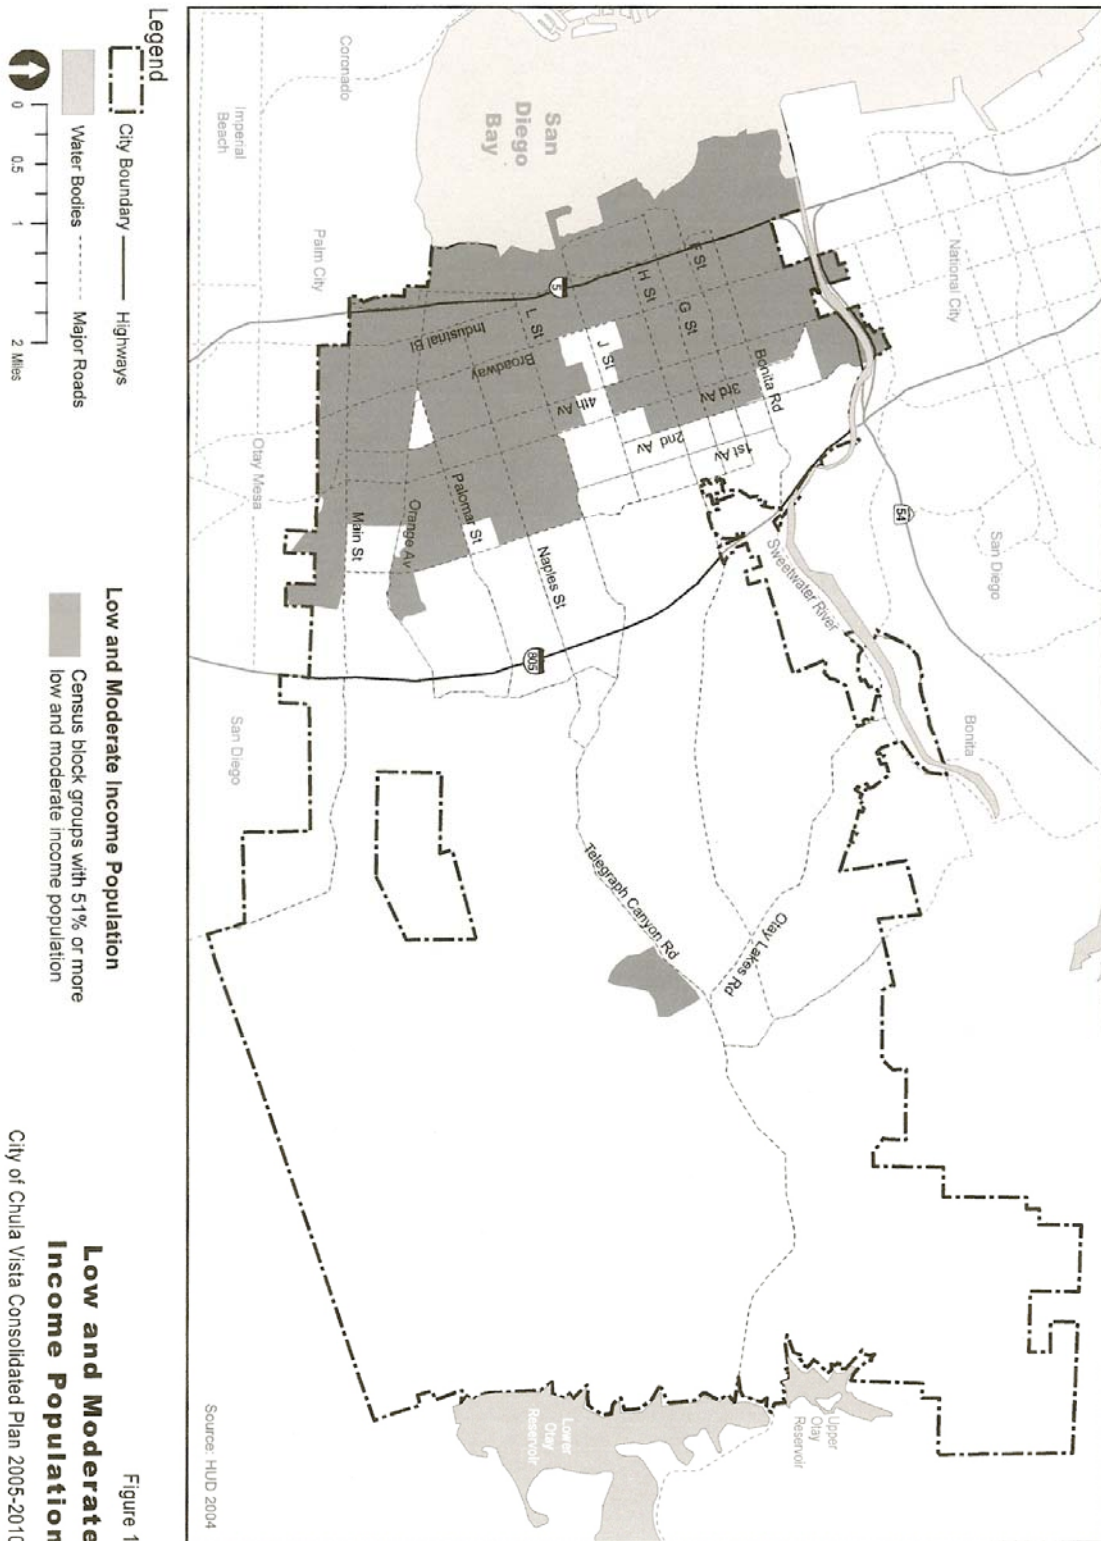 San
Diego
Bay
Coronado
Imperial
Beach
Palm City
Otay Mesa
San Diego
National City
San Diego
Bonita
54
5
805
Sweetwater River
F St
G St
H St
J St
L St
Bonita Rd
1st Av
2nd Av
3rd Av
4th Av
Broadway
Industrial Bl
Naples St
Palomar St
Orange Av
Main St
Telegraph Canyon Rd
Otay Lakes Rd
Upper
Otay
Reservoir
Lower
Otay
Reservoir
Source: HUD 2004
Legend
City Boundary
Highways
Water Bodies
Major Roads
0 0.5 1 2 Miles
Low and Moderate Income Population
Census block groups with 51% or more
low and moderate income population
Figure 1
Low and Moderate
Income Population
City of Chula Vista Consolidated Plan 2005-2010